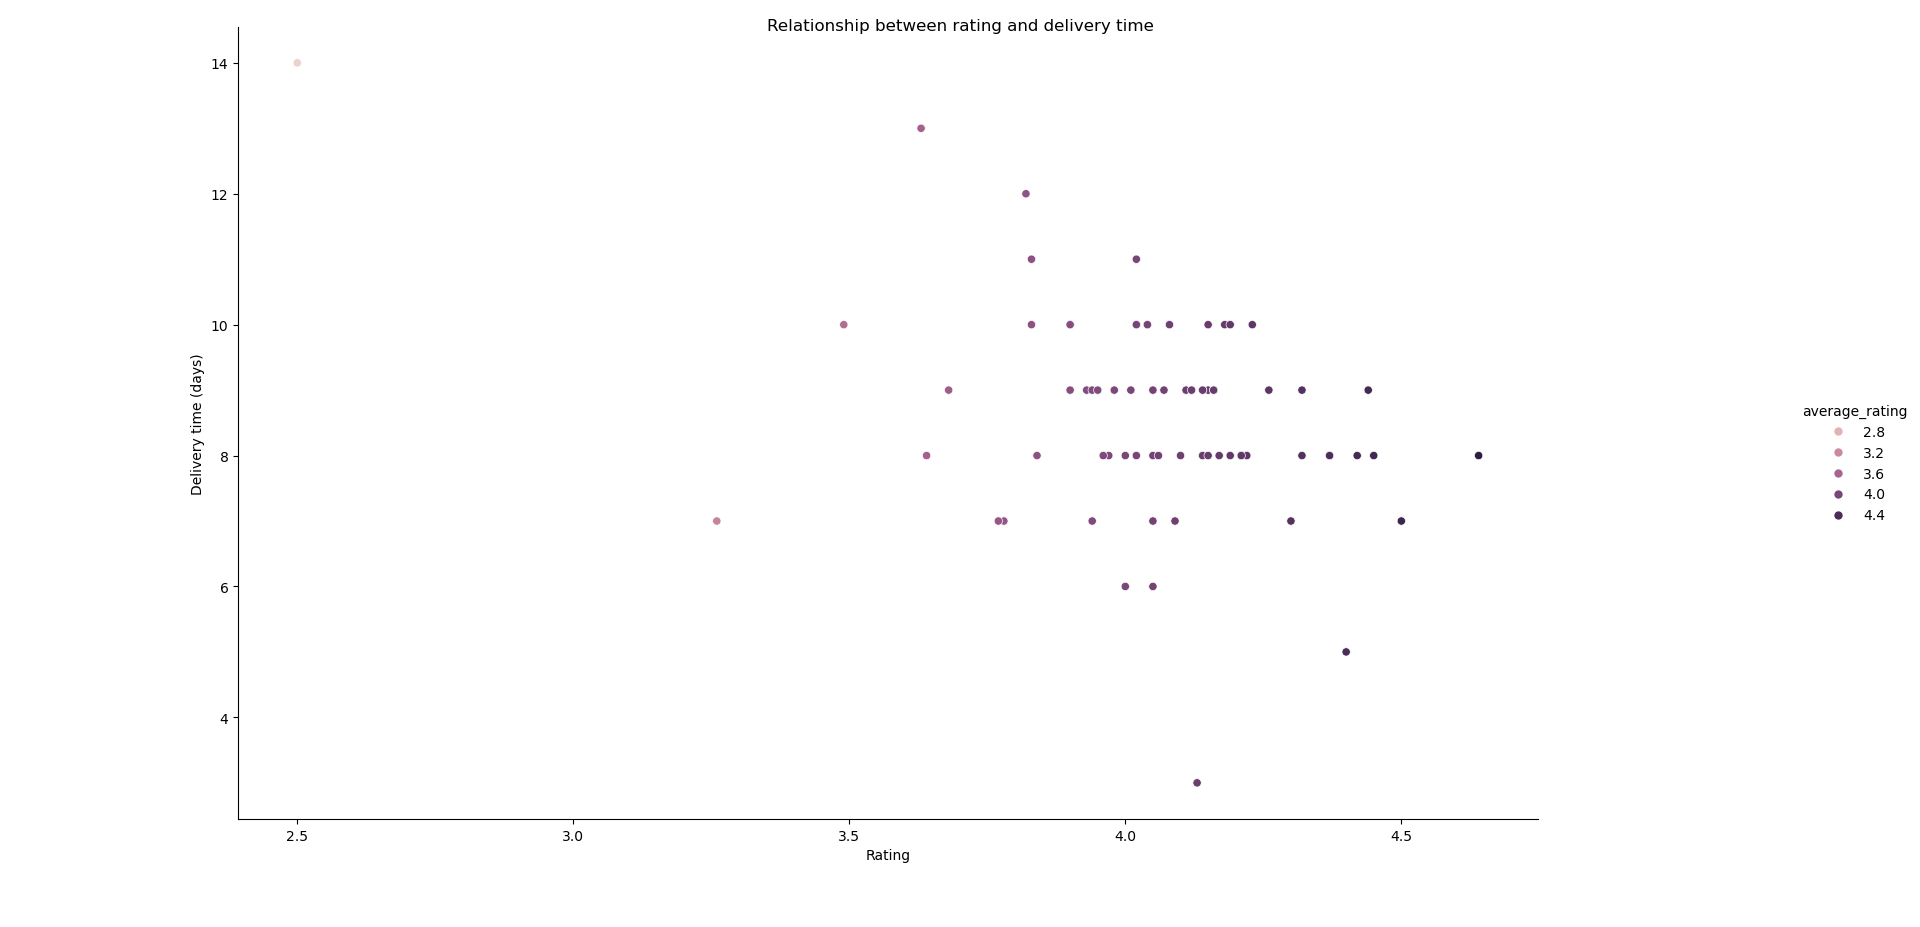 Relationship between rating and delivery time
14
12
10
8
6
4
Delivery time (days)
2.5 3.0 3.5 4.0 4.5
Rating
average_rating
2.8
3.2
3.6
4.0
4.4